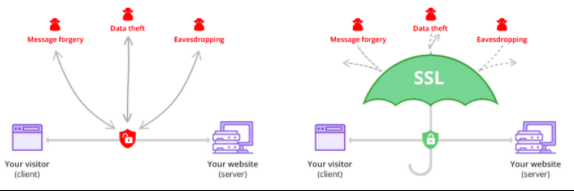 Data theft
Message forgery
Eavesdropping
Your visitor
(client)
Your website
(server)
Data theft
Message forgery
Eavesdropping
SSL
Your visitor
(client)
Your website
(server)